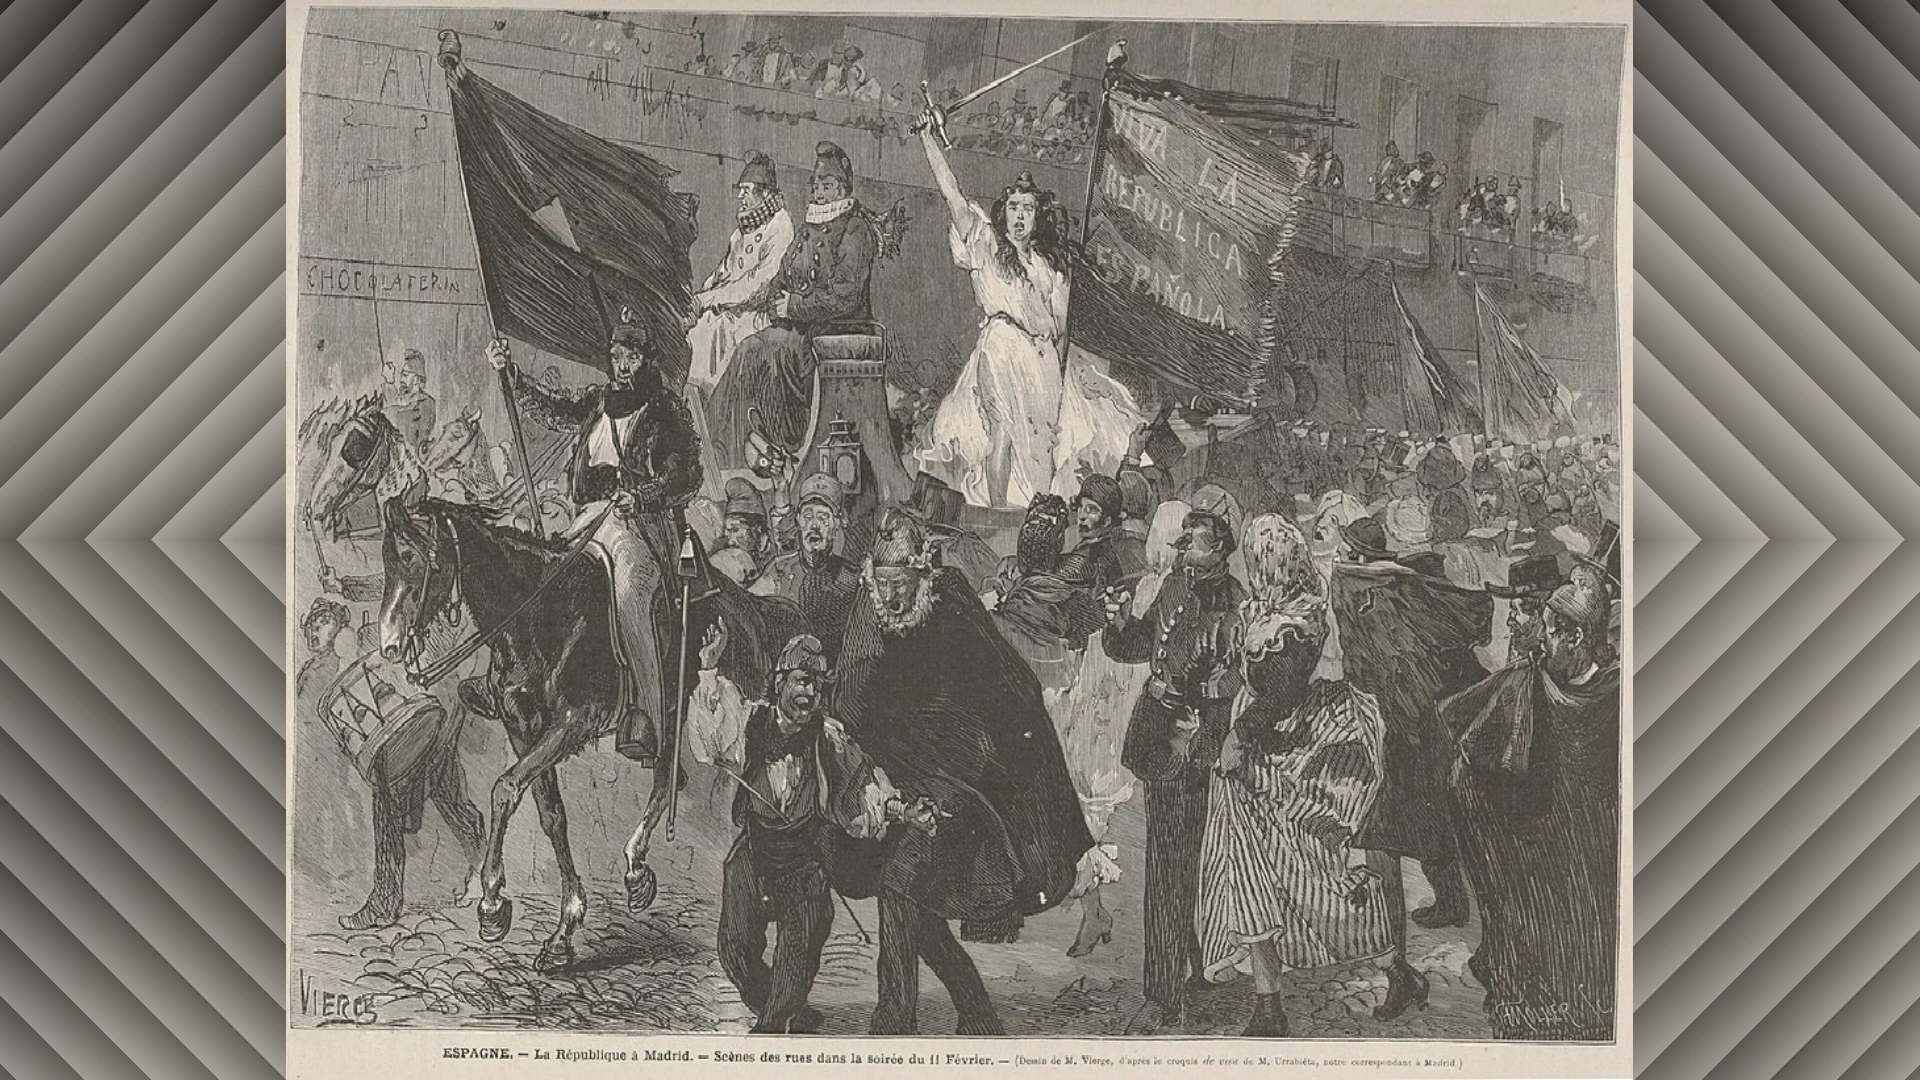 PAN
CHOCOLATERIA
VIVA LA
REPUBLICA
ESPAÑOLA.
VIERGE
ESPAGNE. — La République à Madrid. — Scènes des rues dans la soirée du 11 Février. — (Dessin de M. Vierge, d'après le croquis de visu de M. Urrabiéta, notre correspondant à Madrid.)